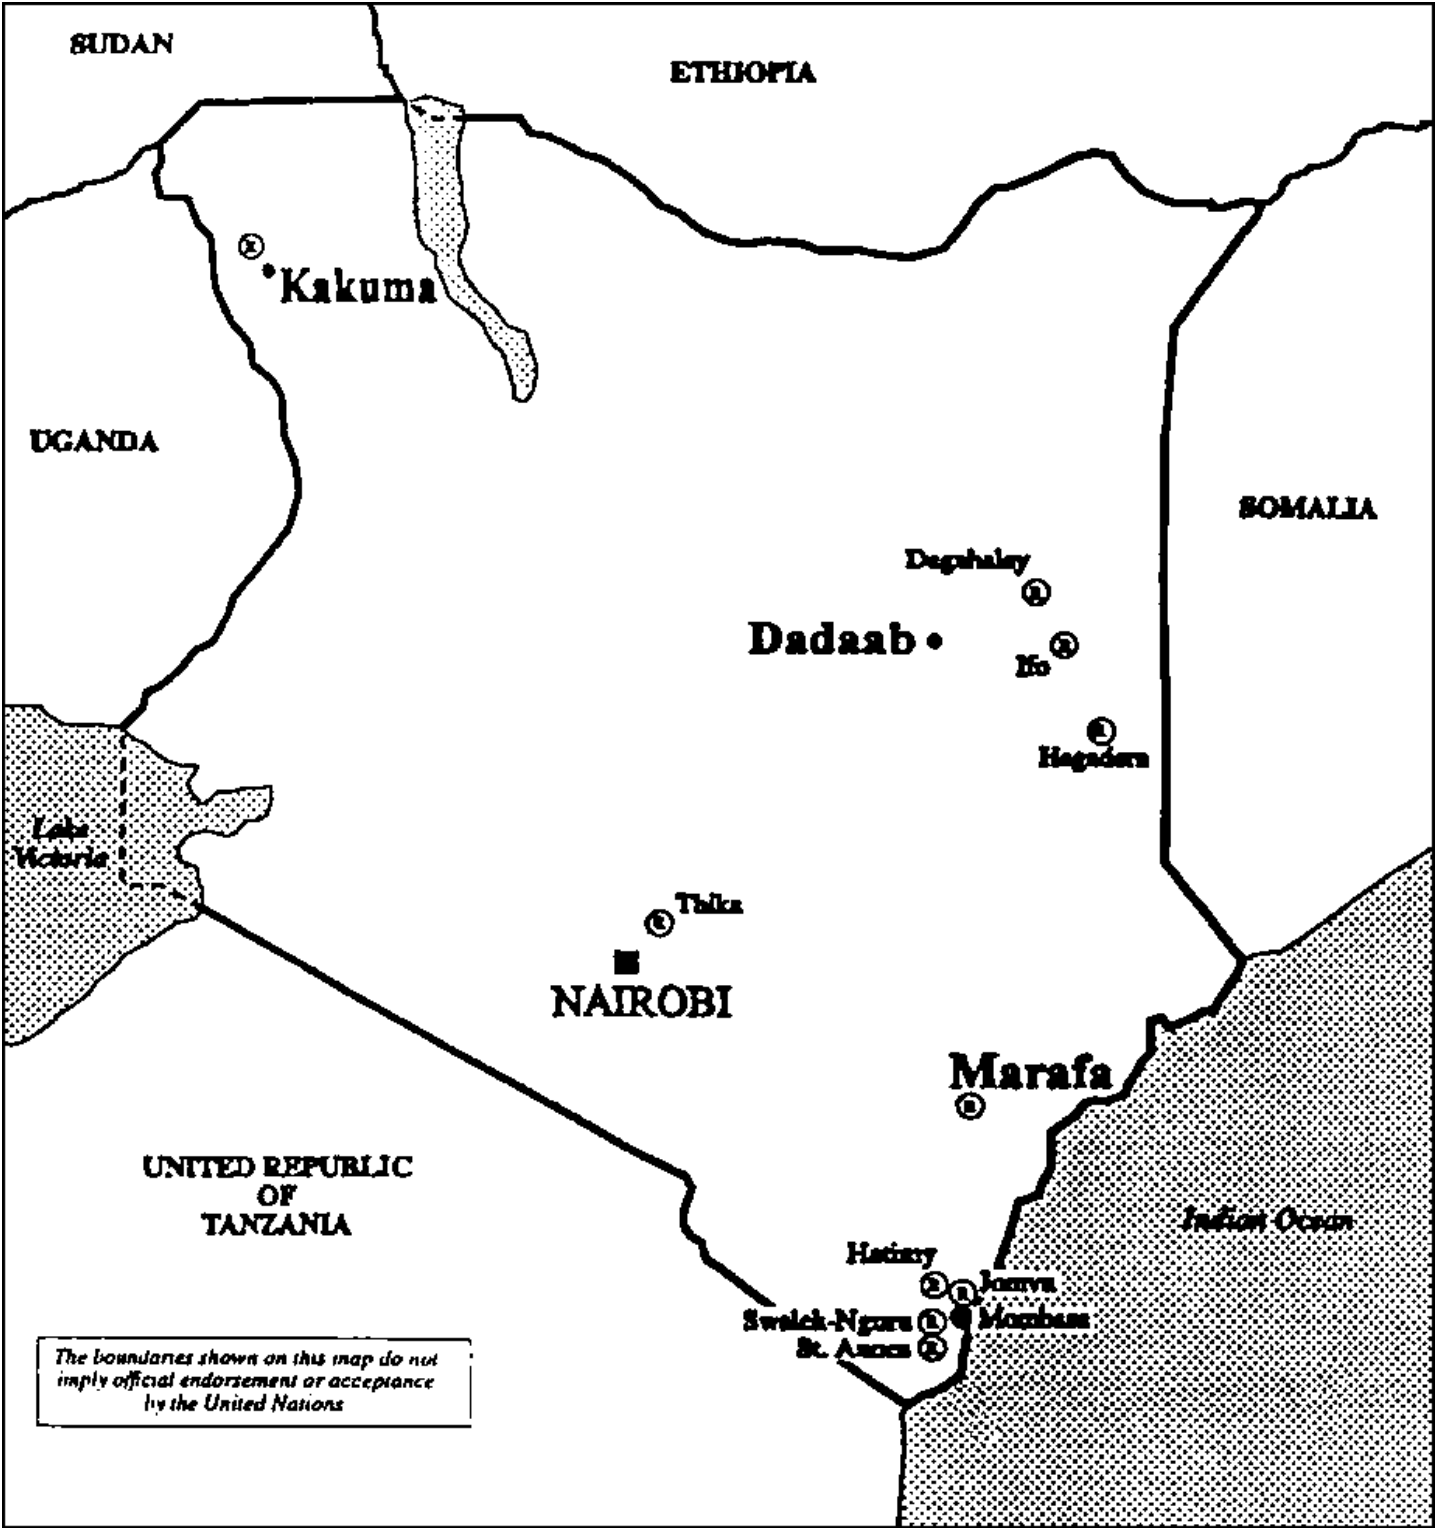 SUDAN
ETHIOPIA
R
Kakuma
UGANDA
SOMALIA
Dagahaley
R
Dadaab
R
Ifo
R
Hagadera
Lake
Victoria
Thika
R
NAIROBI
Marafa
R
UNITED REPUBLIC
OF
TANZANIA
Indian Ocean
Hatimy
R
R
Jomvu
Swaleh-Nguru
R
Mombasa
St. Annes
R
The boundaries shown on this map do not
imply official endorsement or acceptance
by the United Nations